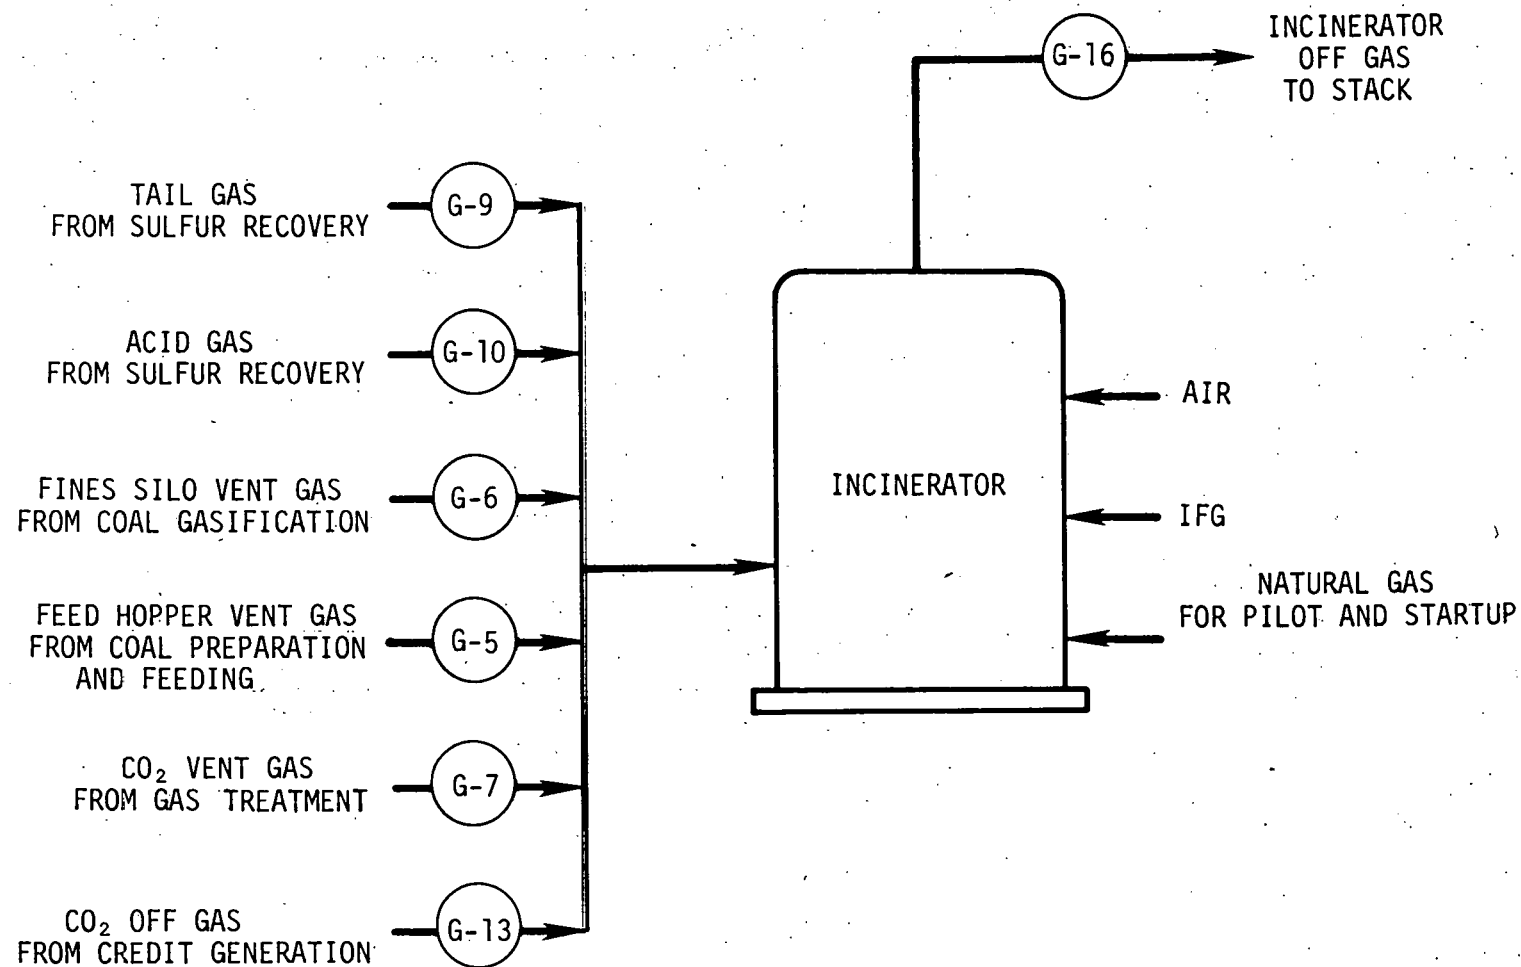 INCINERATOR
OFF GAS
TO STACK
G-16
TAIL GAS
FROM SULFUR RECOVERY
G-9
ACID GAS
FROM SULFUR RECOVERY
G-10
FINES SILO VENT GAS
FROM COAL GASIFICATION
G-6
FEED HOPPER VENT GAS
FROM COAL PREPARATION
AND FEEDING
G-5
CO₂ VENT GAS
FROM GAS TREATMENT
G-7
CO₂ OFF GAS
FROM CREDIT GENERATION
G-13
INCINERATOR
AIR
IFG
NATURAL GAS
FOR PILOT AND STARTUP